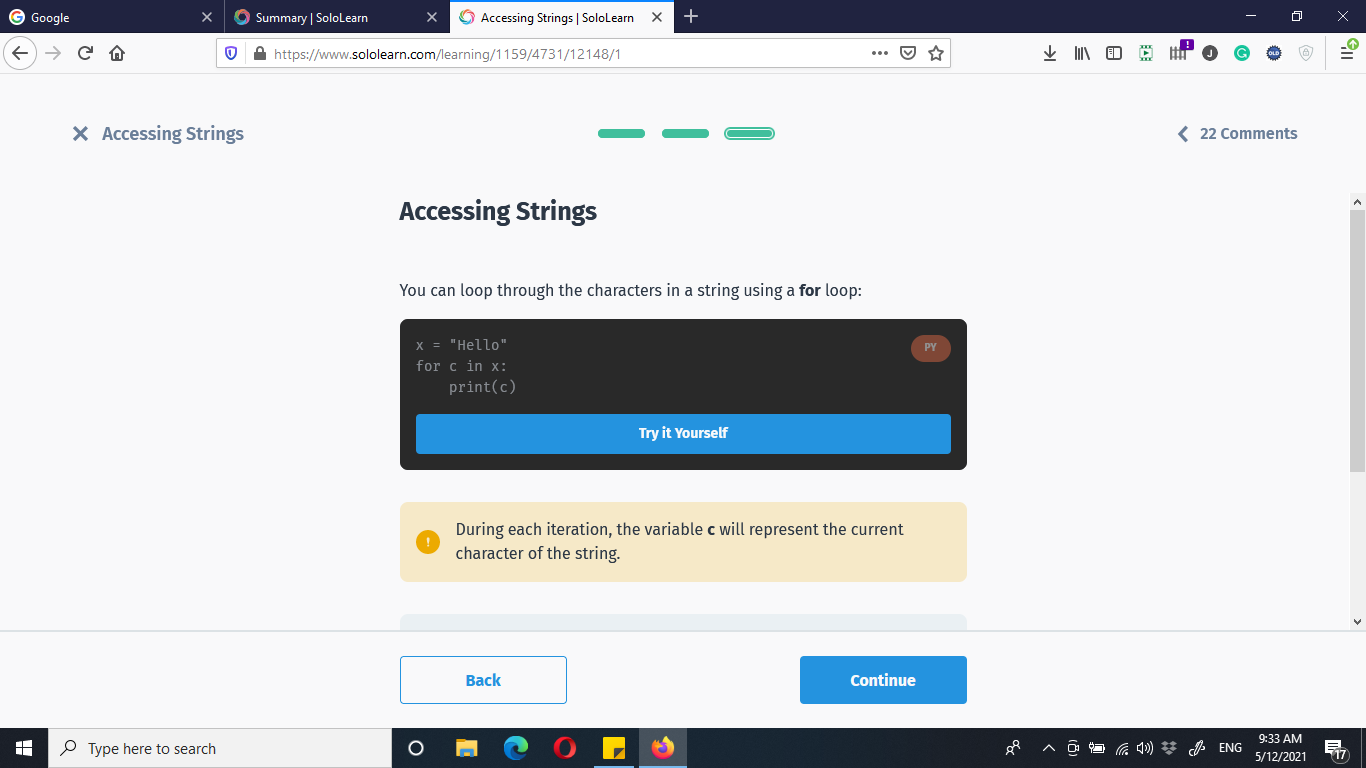 Google
Summary | SoloLearn
Accessing Strings | SoloLearn
https://www.sololearn.com/learning/1159/4731/12148/1
Accessing Strings
22 Comments
Accessing Strings
You can loop through the characters in a string using a for loop:
x = "Hello"
PY
for c in x:
print(c)
Try it Yourself
During each iteration, the variable c will represent the current
character of the string.
Back
Continue
Type here to search
ENG
9:33 AM
5/12/2021
17